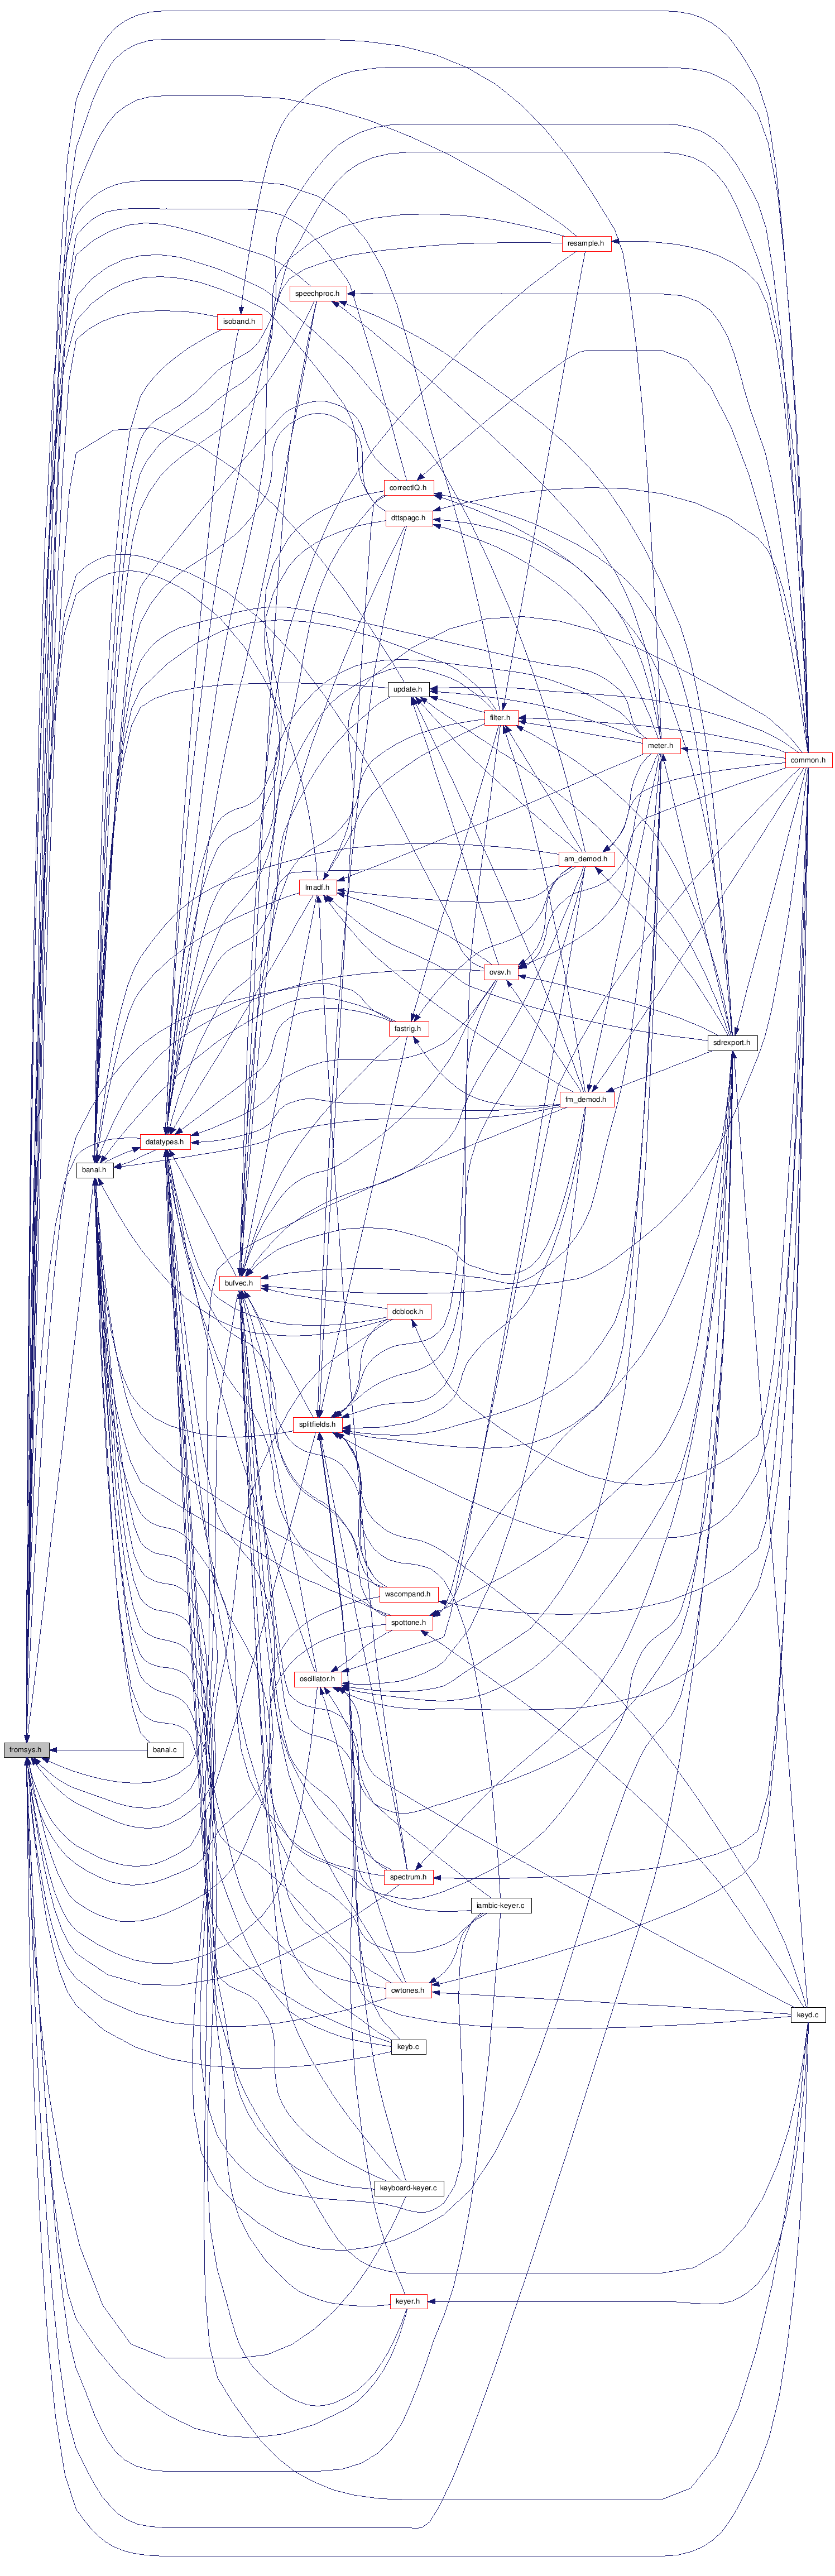 resample.h
speechproc.h
isoband.h
correctIQ.h
dttspagc.h
update.h
filter.h
meter.h
common.h
am_demod.h
lmadf.h
ovsv.h
fastrig.h
sdrexport.h
fm_demod.h
datatypes.h
banal.h
bufvec.h
dcblock.h
splitfields.h
wscompand.h
spottone.h
oscillator.h
fromsys.h
banal.c
spectrum.h
iambic-keyer.c
cwtones.h
keyd.c
keyb.c
keyboard-keyer.c
keyer.h